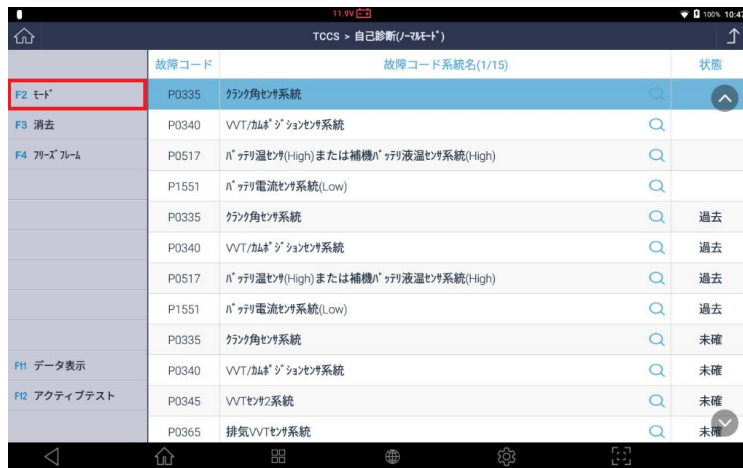 11.9V
100% 10:47
TCCS > 自己診断(ﾉｰﾏﾙﾓｰﾄﾞ)
故障コード 故障コード系統名(1/15) 状態
F2 ﾓｰﾄﾞ
F3 消去
F4 ﾌﾘｰｽﾞﾌﾚｰﾑ
F11 データ表示
F12 アクティブテスト
P0335 ｸﾗﾝｸ角ｾﾝｻ系統
P0340 VVT/ｶﾑﾎﾟｼﾞｼｮﾝｾﾝｻ系統
P0517 ﾊﾞｯﾃﾘ温ｾﾝｻ(High)または補機ﾊﾞｯﾃﾘ液温ｾﾝｻ系統(High)
P1551 ﾊﾞｯﾃﾘ電流ｾﾝｻ系統(Low)
P0335 ｸﾗﾝｸ角ｾﾝｻ系統 過去
P0340 VVT/ｶﾑﾎﾟｼﾞｼｮﾝｾﾝｻ系統 過去
P0517 ﾊﾞｯﾃﾘ温ｾﾝｻ(High)または補機ﾊﾞｯﾃﾘ液温ｾﾝｻ系統(High) 過去
P1551 ﾊﾞｯﾃﾘ電流ｾﾝｻ系統(Low) 過去
P0335 ｸﾗﾝｸ角ｾﾝｻ系統 未確
P0340 VVT/ｶﾑﾎﾟｼﾞｼｮﾝｾﾝｻ系統 未確
P0345 VVTｾﾝｻ2系統 未確
P0365 排気VVTｾﾝｻ系統 未確